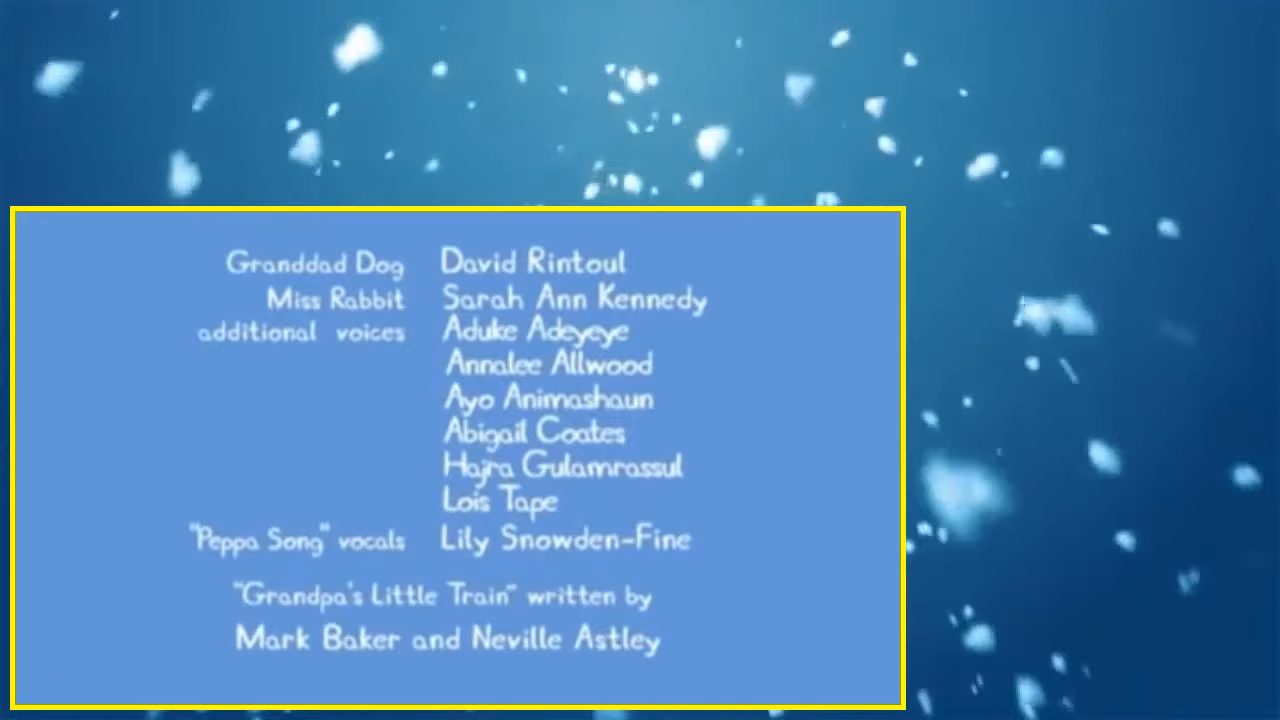 Granddad Dog David Rintoul
Miss Rabbit Sarah Ann Kennedy
additional voices Aduke Adeyeye
Annalee Allwood
Ayo Animashaun
Abigail Coates
Hajra Gulamrassul
Lois Tape
"Peppa Song" vocals Lily Snowden-Fine
"Grandpa's Little Train" written by
Mark Baker and Neville Astley